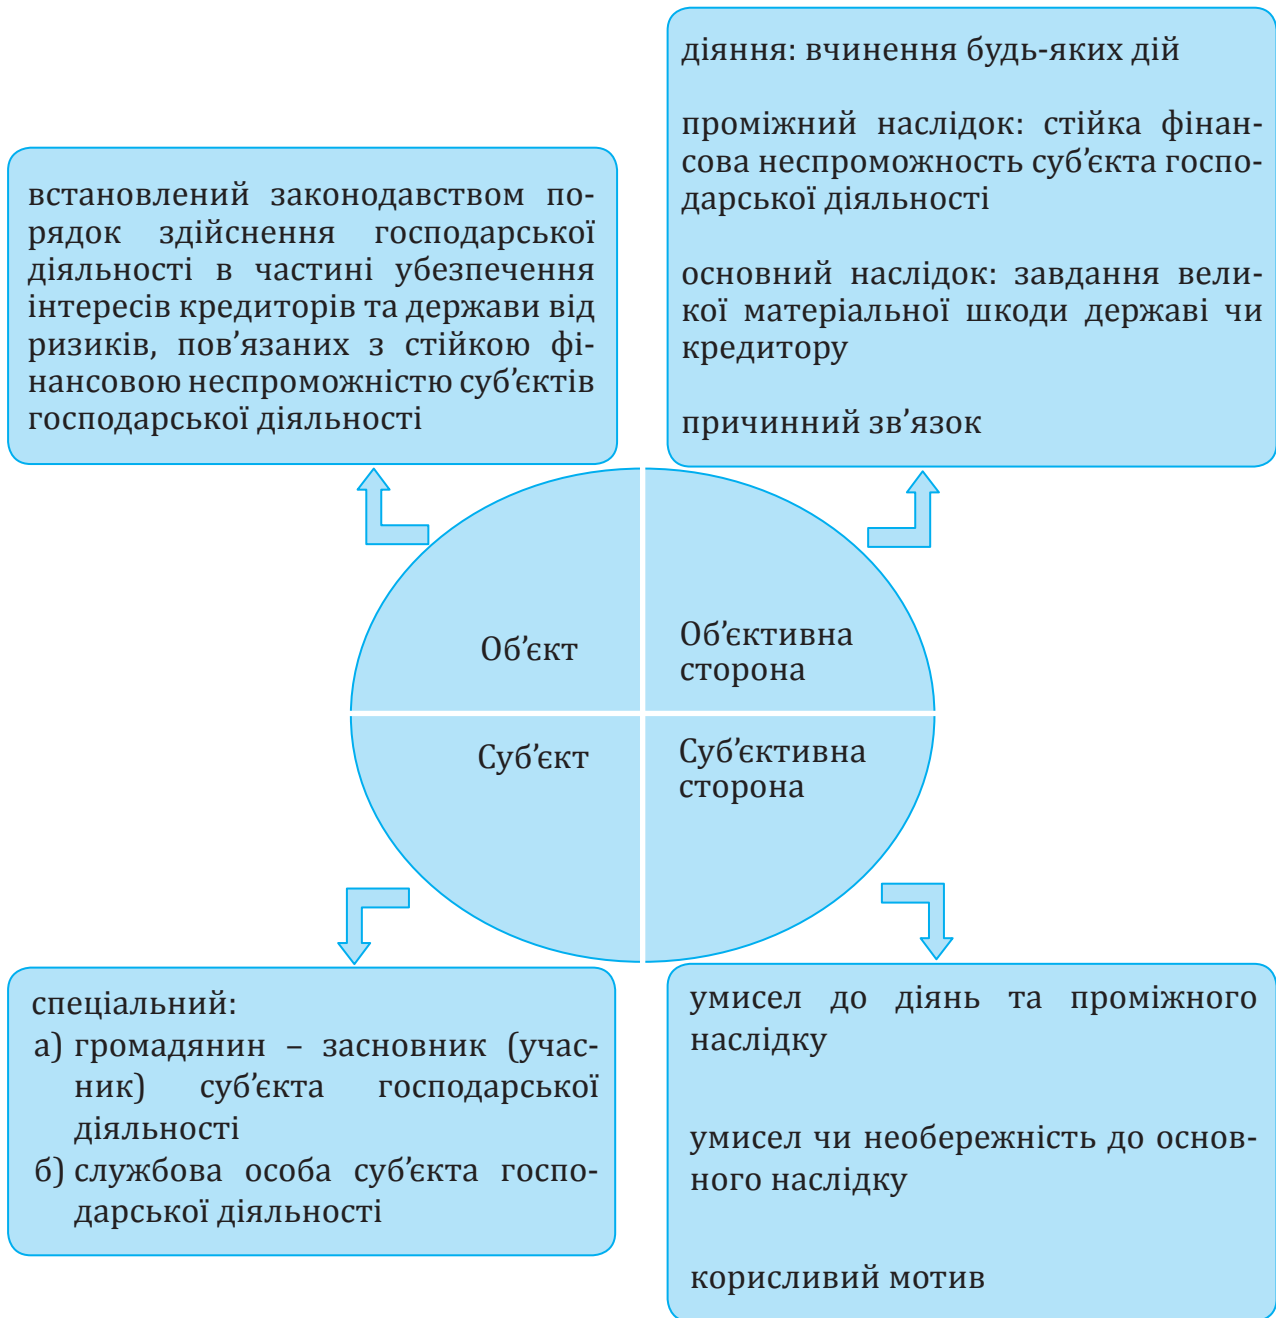 встановлений законодавством по-
рядок здійснення господарської
діяльності в частині убезпечення
інтересів кредиторів та держави від
ризиків, пов’язаних з стійкою фі-
нансовою неспроможністю суб’єктів
господарської діяльності
діяння: вчинення будь-яких дій
проміжний наслідок: стійка фінан-
сова неспроможність суб’єкта госпо-
дарської діяльності
основний наслідок: завдання вели-
кої матеріальної шкоди державі чи
кредитору
причинний зв’язок
Об’єкт
Об’єктивна
сторона
Суб’єкт
Суб’єктивна
сторона
спеціальний:
а) громадянин – засновник (учас-
ник) суб’єкта господарської
діяльності
б) службова особа суб’єкта госпо-
дарської діяльності
умисел до діянь та проміжного
наслідку
умисел чи необережність до основ-
ного наслідку
корисливий мотив